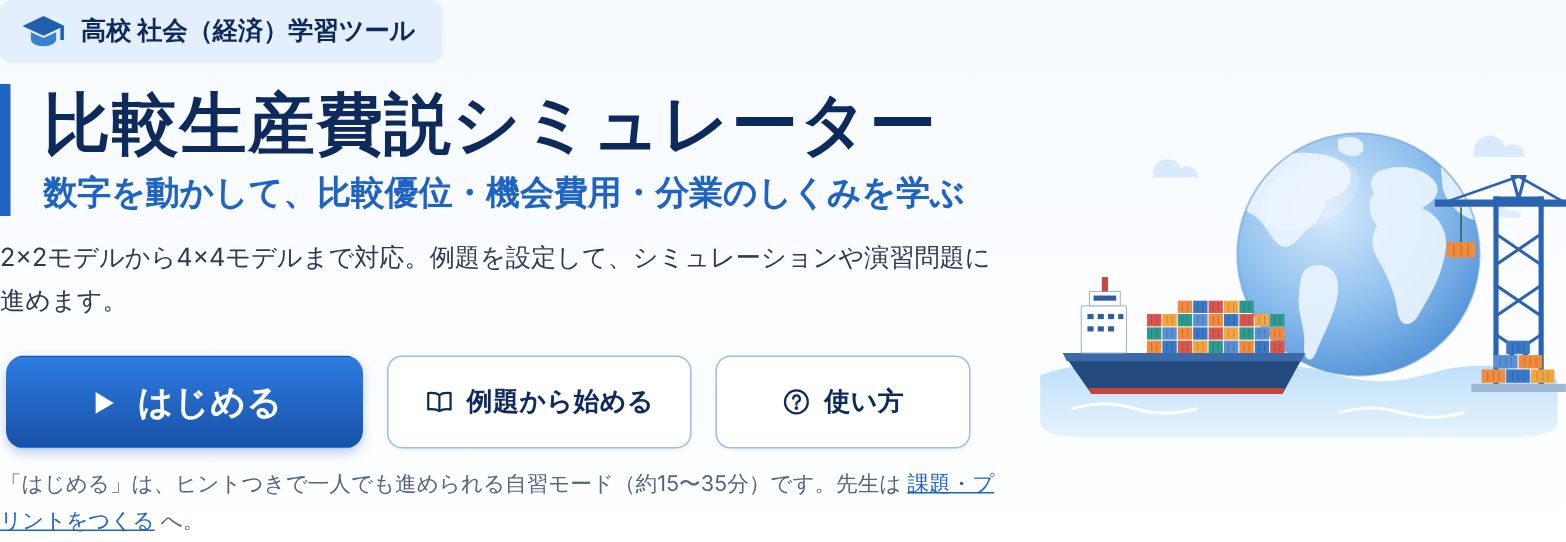 高校 社会（経済）学習ツール
比較生産費説シミュレーター
数字を動かして、比較優位・機会費用・分業のしくみを学ぶ
2×2モデルから4×4モデルまで対応。例題を設定して、シミュレーションや演習問題に
進めます。
はじめる
例題から始める
使い方
「はじめる」は、ヒントつきで一人でも進められる自習モード（約15〜35分）です。先生は 課題・プ
リントをつくる へ。